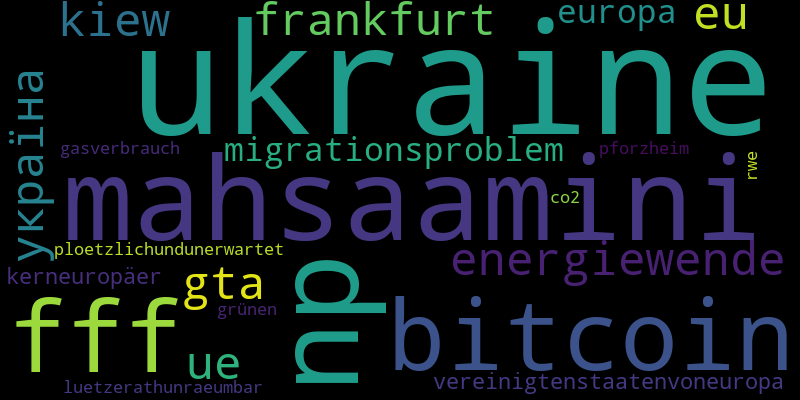 kiew
frankfurt
europa
eu
ukraine
україна
gasverbrauch
migrationsproblem
pforzheim
rwe
mahsaamini
co2
ploetzlichundunerwartet
energiewende
kerneuropäer
gta
np
grünen
fff
bitcoin
ue
luetzerathunraeumbar
vereinigtenstaatenvoneuropa